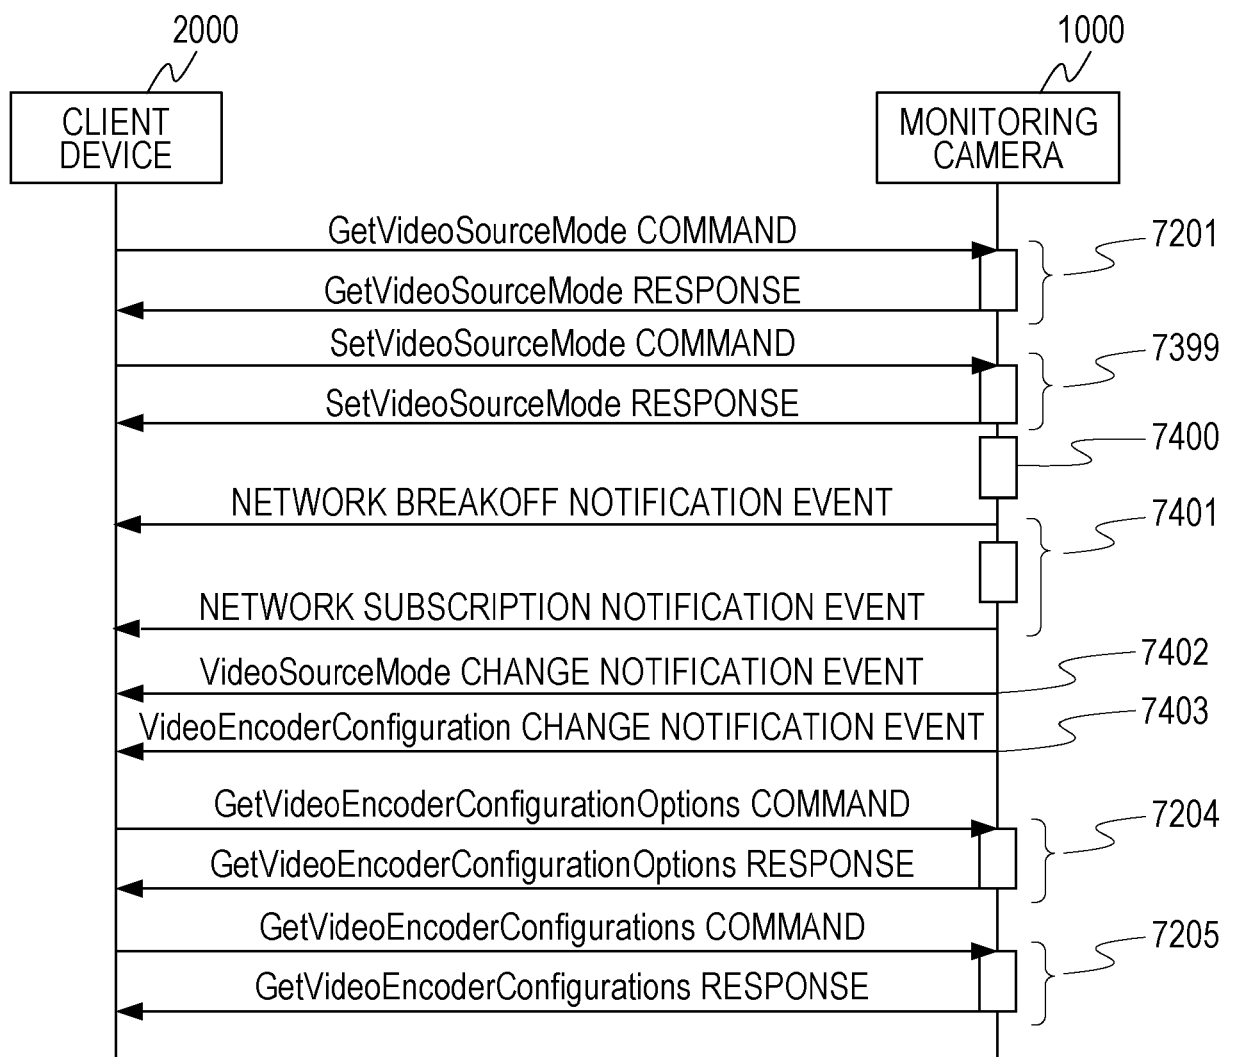 2000
1000
CLIENT
DEVICE
MONITORING
CAMERA
GetVideoSourceMode COMMAND
7201
GetVideoSourceMode RESPONSE
SetVideoSourceMode COMMAND
7399
SetVideoSourceMode RESPONSE
7400
NETWORK BREAKOFF NOTIFICATION EVENT
7401
NETWORK SUBSCRIPTION NOTIFICATION EVENT
VideoSourceMode CHANGE NOTIFICATION EVENT
7402
VideoEncoderConfiguration CHANGE NOTIFICATION EVENT
7403
GetVideoEncoderConfigurationOptions COMMAND
7204
GetVideoEncoderConfigurationOptions RESPONSE
GetVideoEncoderConfigurations COMMAND
7205
GetVideoEncoderConfigurations RESPONSE